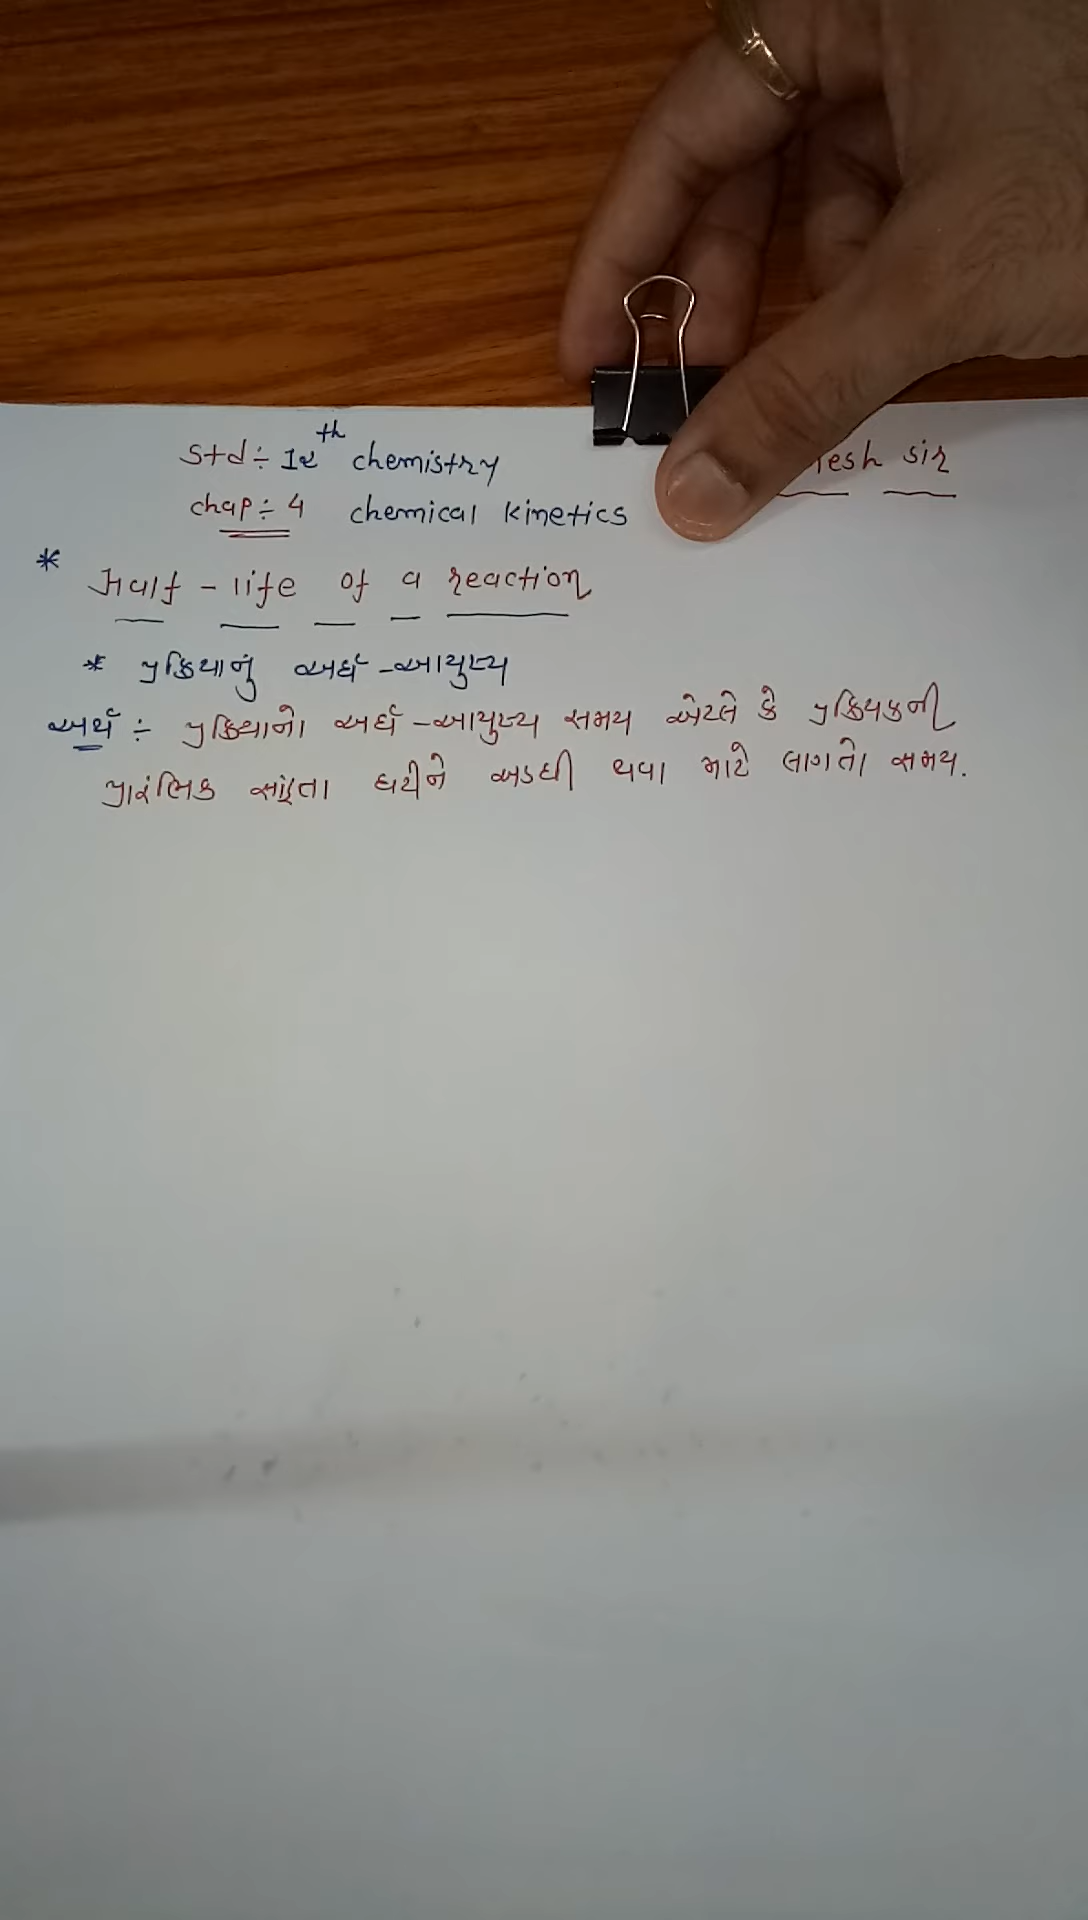 Std÷ 12th chemistry sir
chap÷ 4 chemical kinetics
* Half-life of a reaction
* પ્રક્રિયાનું અર્ધ-આયુષ્ય
અર્થ÷ પ્રક્રિયાનો અર્ધ-આયુષ્ય સમય એટલે કે પ્રક્રિયકની
પ્રારંભિક સાંદ્રતા ઘટીને અડધી થવા માટે લાગતો સમય.